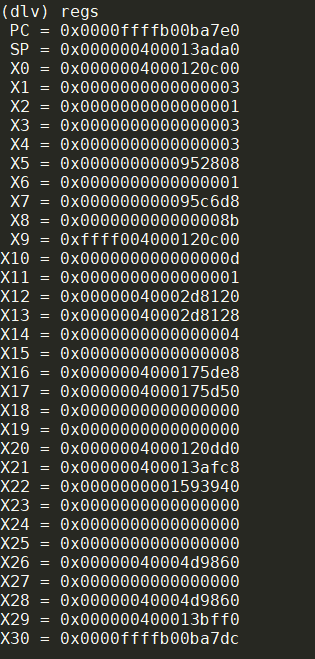 (dlv) regs
 PC = 0x0000ffffb00ba7e0
 SP = 0x000000400013ada0
 X0 = 0x0000004000120c00
 X1 = 0x0000000000000003
 X2 = 0x0000000000000001
 X3 = 0x0000000000000003
 X4 = 0x0000000000000003
 X5 = 0x0000000000952808
 X6 = 0x0000000000000001
 X7 = 0x000000000095c6d8
 X8 = 0x000000000000008b
 X9 = 0xffff004000120c00
X10 = 0x000000000000000d
X11 = 0x0000000000000001
X12 = 0x00000040002d8120
X13 = 0x00000040002d8128
X14 = 0x0000000000000004
X15 = 0x0000000000000008
X16 = 0x0000004000175de8
X17 = 0x0000004000175d50
X18 = 0x0000000000000000
X19 = 0x0000000000000000
X20 = 0x0000004000120dd0
X21 = 0x000000400013afc8
X22 = 0x0000000001593940
X23 = 0x0000000000000000
X24 = 0x0000000000000000
X25 = 0x0000000000000000
X26 = 0x00000040004d9860
X27 = 0x0000000000000000
X28 = 0x00000040004d9860
X29 = 0x000000400013bff0
X30 = 0x0000ffffb00ba7dc